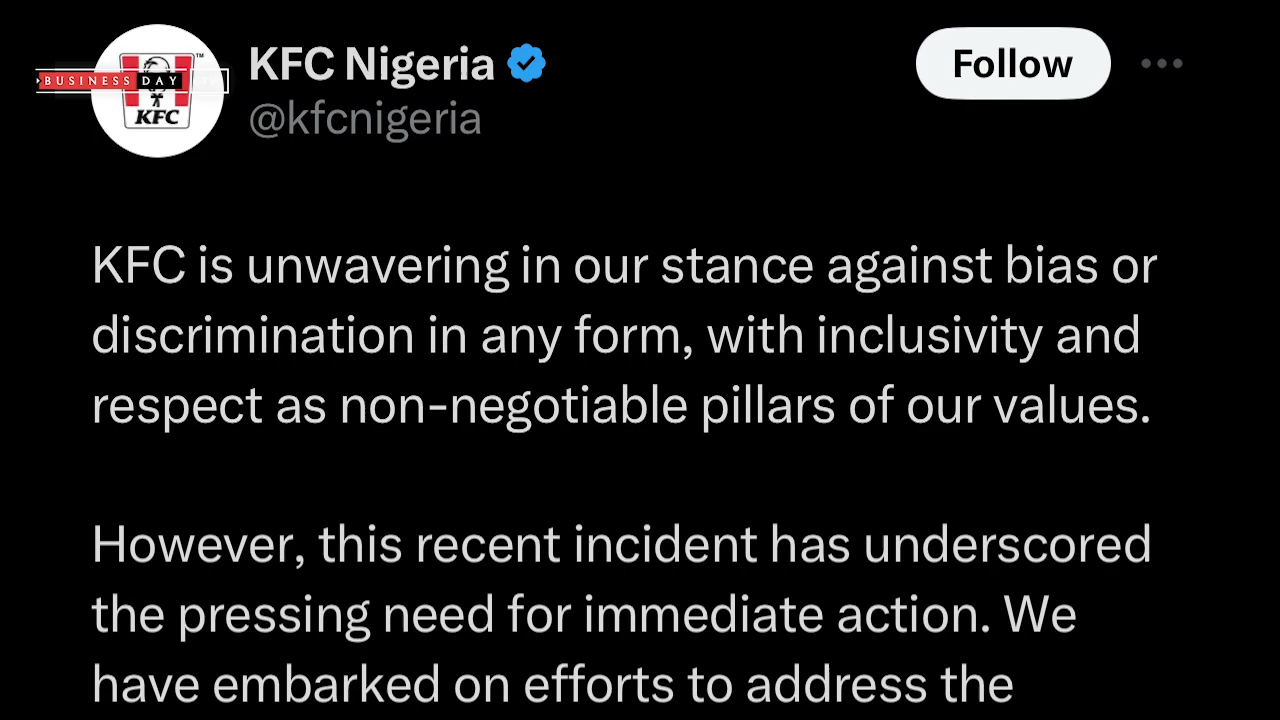 KFC Nigeria
Follow
BUSINESS DAY
KFC
TM
@kfcnigeria
KFC is unwavering in our stance against bias or
discrimination in any form, with inclusivity and
respect as non-negotiable pillars of our values.
However, this recent incident has underscored
the pressing need for immediate action. We
have embarked on efforts to address the